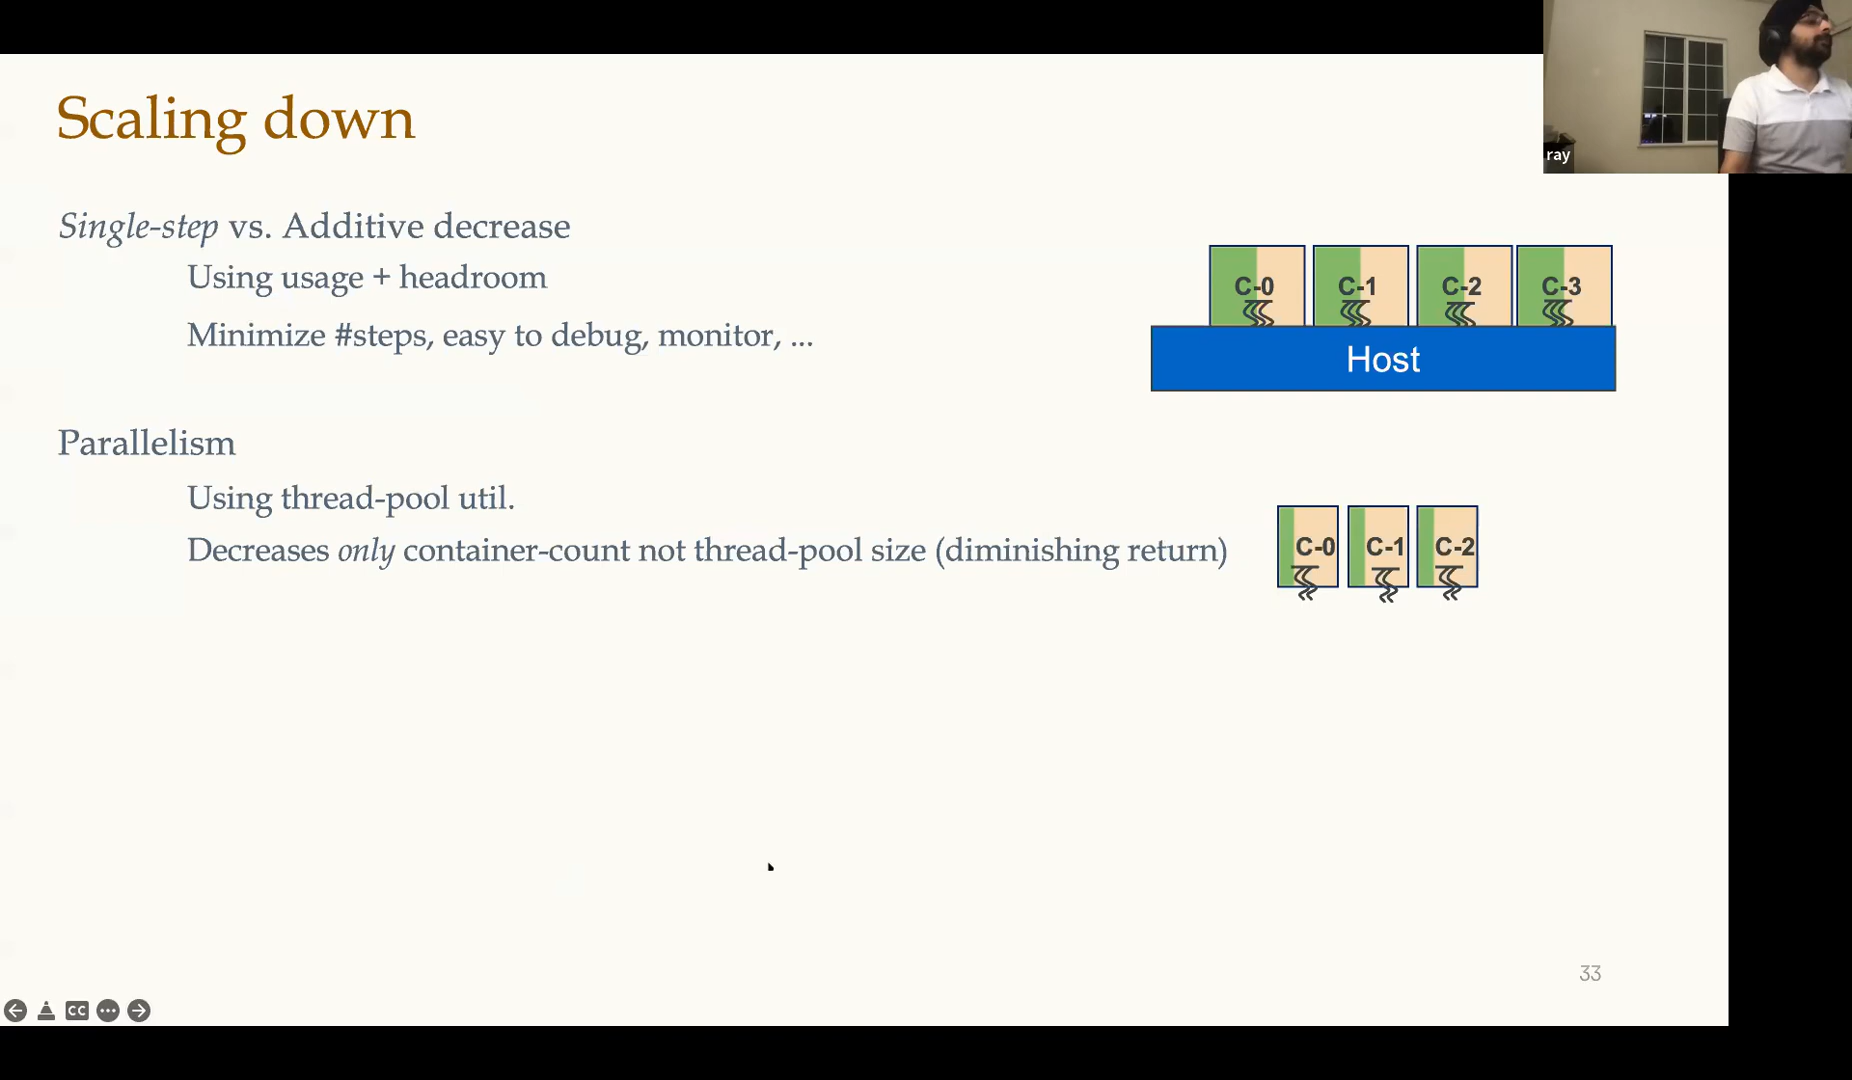 Scaling down
ray
Single-step vs. Additive decrease
Using usage + headroom
Minimize #steps, easy to debug, monitor, ...
C-0 C-1 C-2 C-3
Host
Parallelism
Using thread-pool util.
Decreases only container-count not thread-pool size (diminishing return)
C-0 C-1 C-2
33
CC